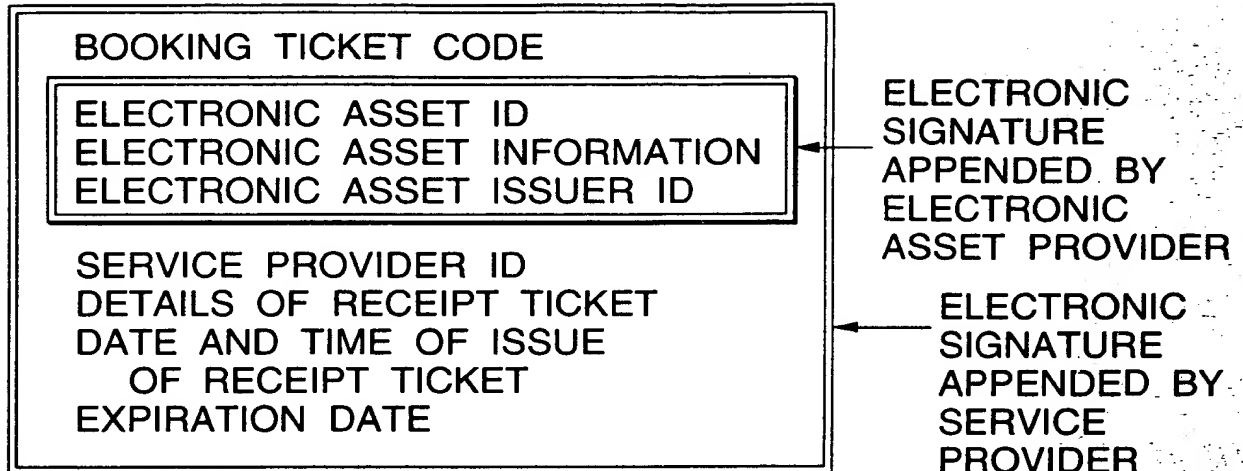 BOOKING TICKET CODE
ELECTRONIC ASSET ID
ELECTRONIC ASSET INFORMATION
ELECTRONIC ASSET ISSUER ID
SERVICE PROVIDER ID
DETAILS OF RECEIPT TICKET
DATE AND TIME OF ISSUE
OF RECEIPT TICKET
EXPIRATION DATE
ELECTRONIC
SIGNATURE
APPENDED BY
ELECTRONIC
ASSET PROVIDER
ELECTRONIC
SIGNATURE
APPENDED BY
SERVICE
PROVIDER